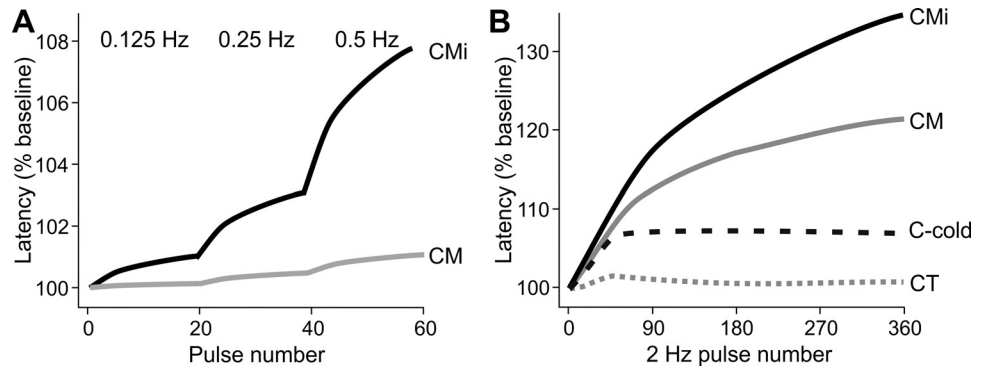 A
0.125 Hz 0.25 Hz 0.5 Hz
Latency (% baseline)
108
106
104
102
100
CMi
CM
0 20 40 60
Pulse number
B
Latency (% baseline)
130
120
110
100
CMi
CM
C-cold
CT
0 90 180 270 360
2 Hz pulse number